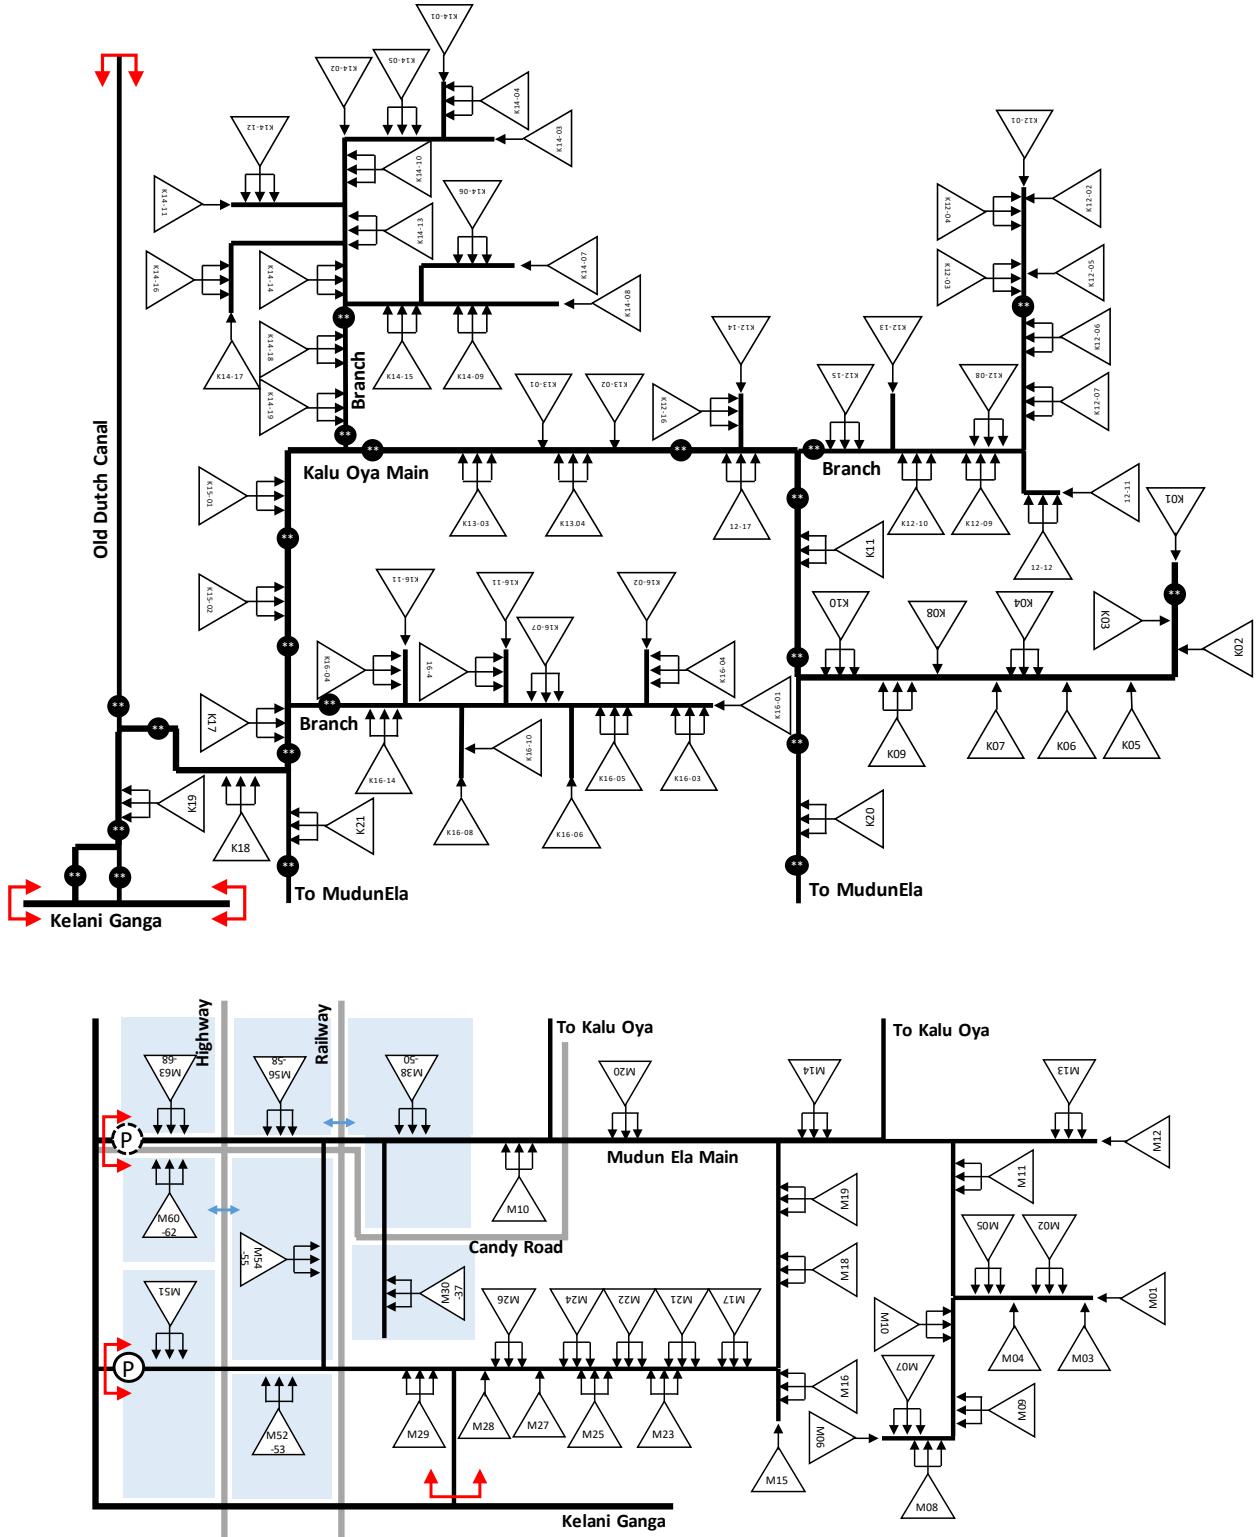 K14-01
K14-02
K14-05
K14-04
K14-03
K14-12
K14-10
K14-11
K14-06
K14-13
K14-07
K14-16
K14-14
K14-08
K14-17
K14-18
K14-15
K14-09
K14-19
Branch
K12-01
K12-02
K12-04
K12-05
K12-03
K12-06
K12-07
K12-14
K12-13
K12-15
K12-08
K13-01
K13-02
K12-16
**
**
**
**
**
**
Kalu Oya Main
Branch
K13-03
K13.04
12-17
K12-10
K12-09
12-11
12-12
K01
Old Dutch Canal
K15-01
**
**
K11
K15-02
K16-11
K16-11
K16-07
K16-02
K10
K08
K04
**
K03
K02
K16-04
16-4
K16-04
**
**
K16-01
K17
**
Branch
K16-14
K16-10
K16-05
K16-03
K09
K07
K06
K05
**
**
**
**
K16-08
K16-06
K19
K18
K21
K20
**
**
**
**
**
To MudunEla
To MudunEla
Kelani Ganga
Highway
Railway
To Kalu Oya
To Kalu Oya
M63
-68
M56
-58
M38
-50
M20
M14
M13
P
M12
Mudun Ela Main
M10
M60
-62
M54
-55
Candy Road
M19
M11
M05
M02
M18
M01
M51
M30
-37
M26
M24
M22
M21
M17
M10
M04
M03
P
M07
M16
M09
M52
-53
M29
M28
M27
M25
M23
M15
M06
M08
Kelani Ganga